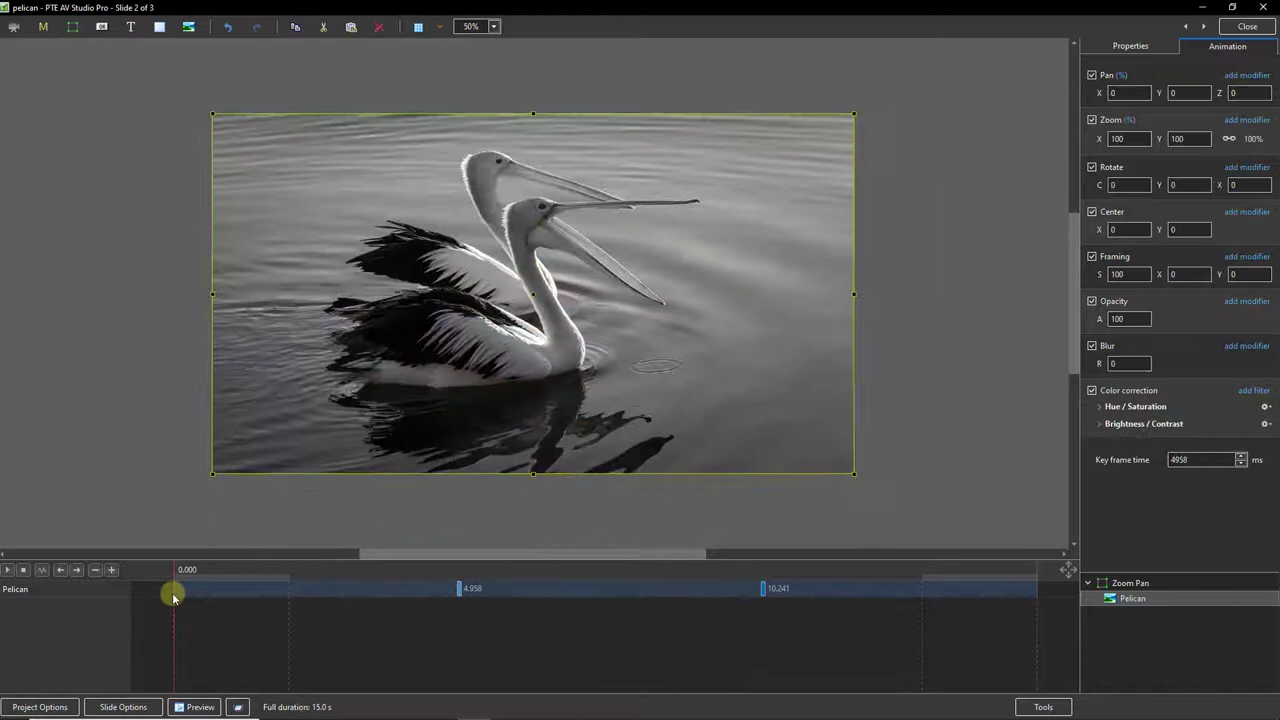 pelican - PTE AV Studio Pro - Slide 2 of 3
M OK T 50% Close
Properties Animation
Pan (%) add modifier
X 0 Y 0 Z 0
Zoom (%) add modifier
X 100 Y 100 100%
Rotate add modifier
C 0 Y 0 X 0
Center add modifier
X 0 Y 0
Framing add modifier
S 100 X 0 Y 0
Opacity add modifier
A 100
Blur add modifier
R 0
Color correction add filter
Hue / Saturation
Brightness / Contrast
Key frame time 4958 ms
0.000
Pelican 4.958 10.241
Zoom Pan
Pelican
Project Options Slide Options Preview Full duration: 15.0 s Tools